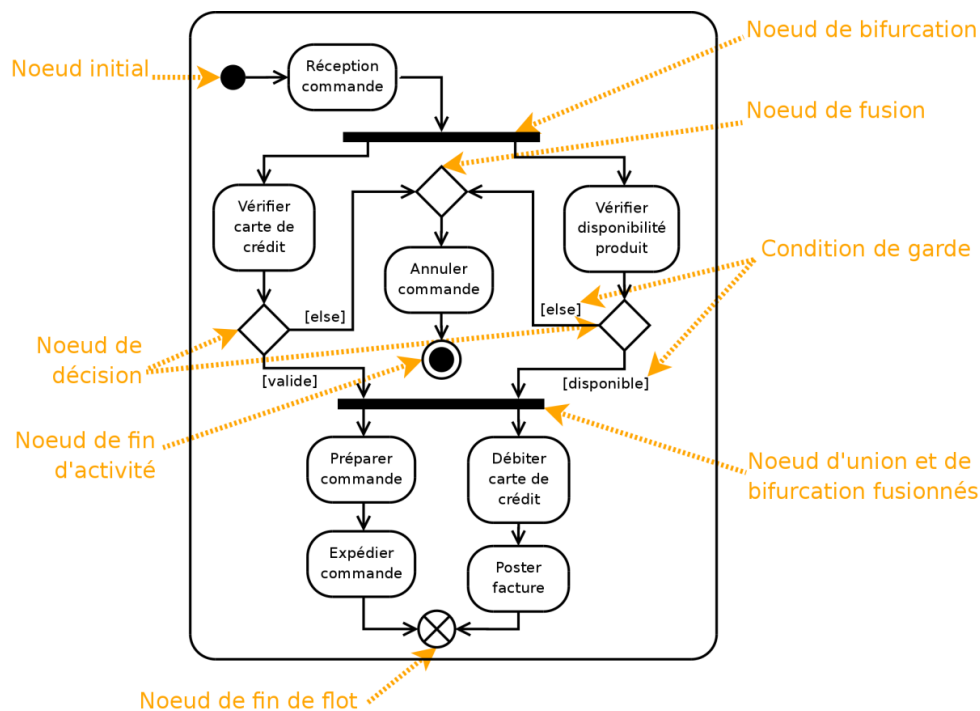 Noeud de bifurcation
Noeud initial
Réception
commande
Noeud de fusion
Vérifier
carte de
crédit
Vérifier
disponibilité
produit
Condition de garde
Annuler
commande
[else]
[else]
Noeud de
décision
[valide]
[disponible]
Noeud de fin
d'activité
Préparer
commande
Débiter
carte de
crédit
Noeud d'union et de
bifurcation fusionnés
Expédier
commande
Poster
facture
Noeud de fin de flot